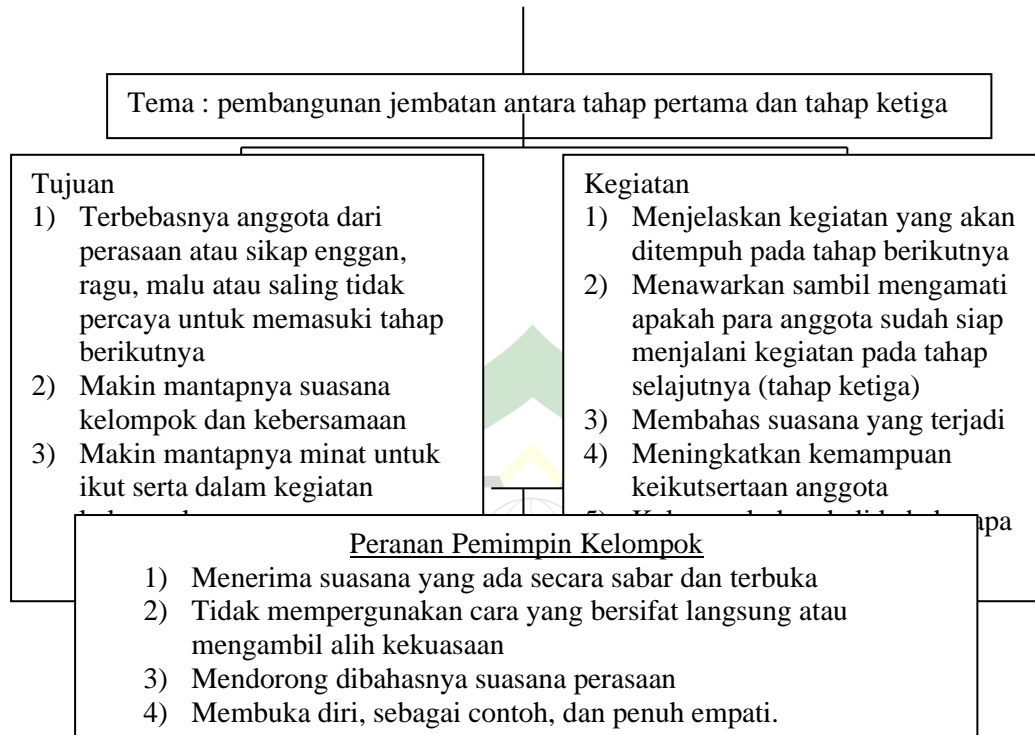 Tema : pembangunan jembatan antara tahap pertama dan tahap ketiga
Tujuan
1) Terbebasnya anggota dari
perasaan atau sikap enggan,
ragu, malu atau saling tidak
percaya untuk memasuki tahap
berikutnya
2) Makin mantapnya suasana
kelompok dan kebersamaan
3) Makin mantapnya minat untuk
ikut serta dalam kegiatan
Kegiatan
1) Menjelaskan kegiatan yang akan
ditempuh pada tahap berikutnya
2) Menawarkan sambil mengamati
apakah para anggota sudah siap
menjalani kegiatan pada tahap
selajutnya (tahap ketiga)
3) Membahas suasana yang terjadi
4) Meningkatkan kemampuan
keikutsertaan anggota
5)
Peranan Pemimpin Kelompok
1) Menerima suasana yang ada secara sabar dan terbuka
2) Tidak mempergunakan cara yang bersifat langsung atau
mengambil alih kekuasaan
3) Mendorong dibahasnya suasana perasaan
4) Membuka diri, sebagai contoh, dan penuh empati.